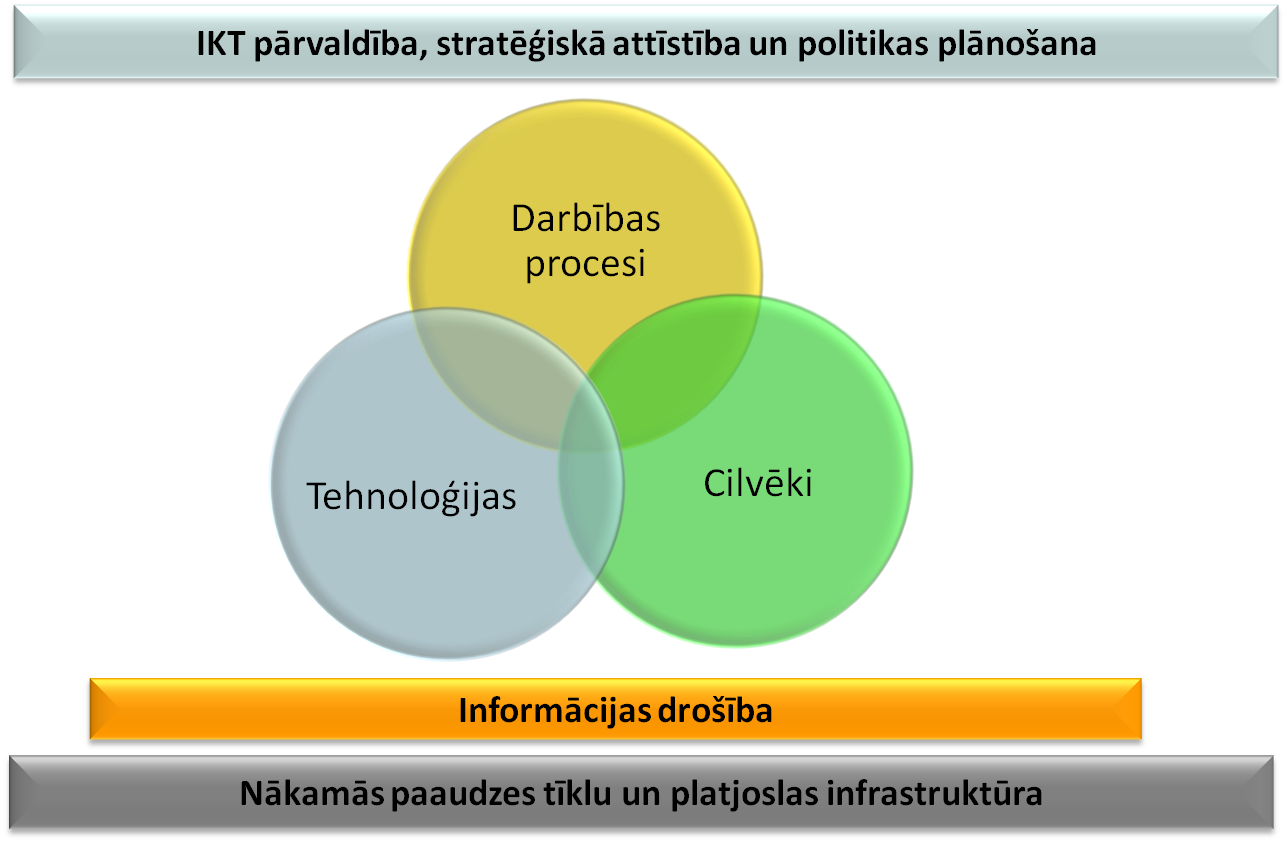 IKT pārvaldība, stratēģiskā attīstība un politikas plānošana
Darbības
procesi
Tehnoloģijas
Cilvēki
Informācijas drošība
Nākamās paaudzes tīklu un platjoslas infrastruktūra